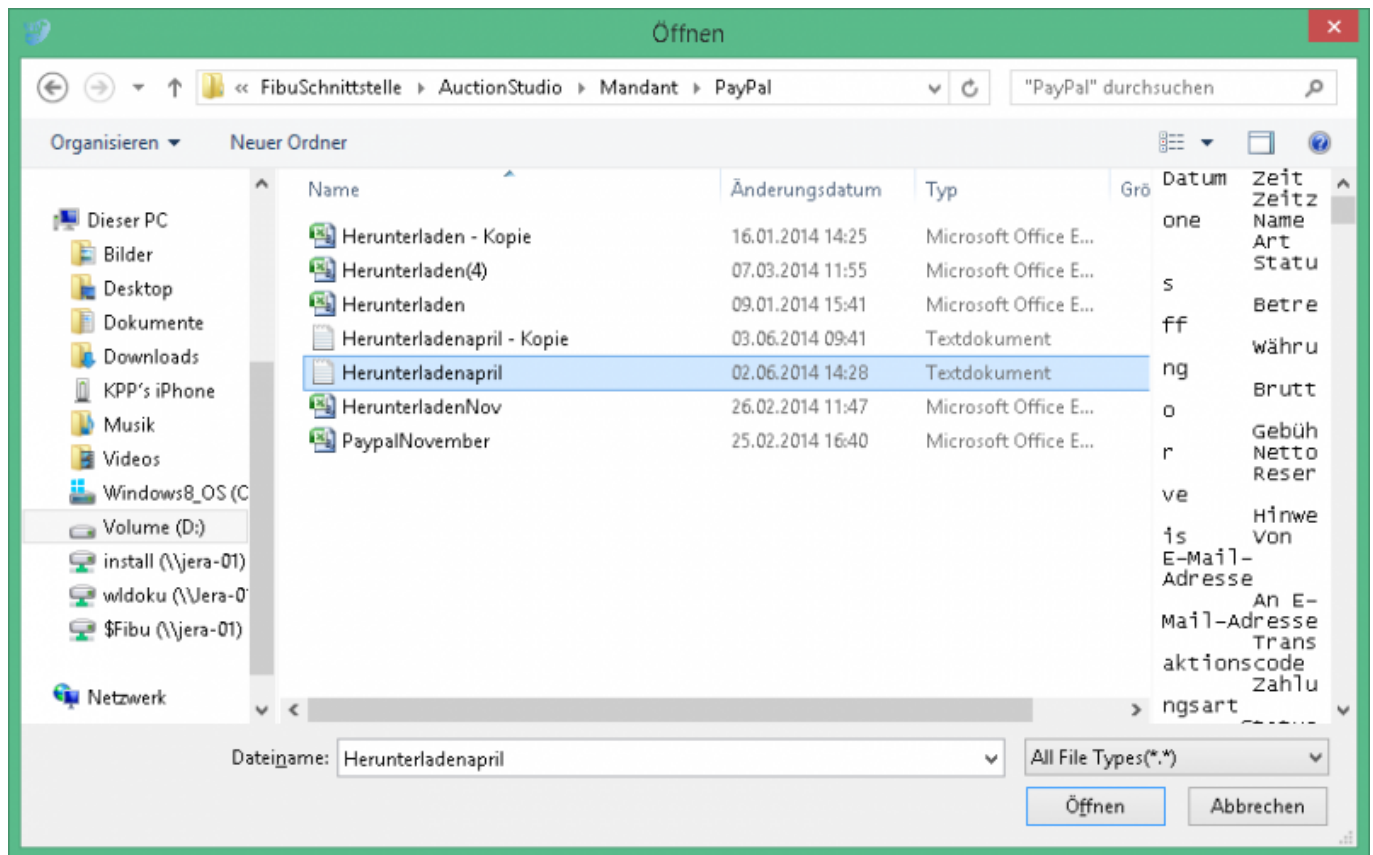 Öffnen
« FibuSchnittstelle ▸ AuctionStudio ▸ Mandant ▸ PayPal
"PayPal" durchsuchen
Organisieren
Neuer Ordner
Dieser PC
Bilder
Desktop
Dokumente
Downloads
KPP's iPhone
Musik
Videos
Windows8_OS (C
Volume (D:)
install (\\jera-01)
wldoku (\\Jera-0
$Fibu (\\jera-01)
Netzwerk
Name Änderungsdatum Typ Grö
Herunterladen - Kopie 16.01.2014 14:25 Microsoft Office E...
Herunterladen(4) 07.03.2014 11:55 Microsoft Office E...
Herunterladen 09.01.2014 15:41 Microsoft Office E...
Herunterladenapril - Kopie 03.06.2014 09:41 Textdokument
Herunterladenapril 02.06.2014 14:28 Textdokument
HerunterladenNov 26.02.2014 11:47 Microsoft Office E...
PaypalNovember 25.02.2014 16:40 Microsoft Office E...
Datum Zeit
Zeitz
one Name
Art
Statu
s
Betre
ff
Währu
ng
Brutt
o
Gebüh
r Netto
Reser
ve
Hinwe
is Von
E-Mail-
Adresse
An E-
Mail-Adresse
Trans
aktionscode
Zahlu
ngsart
Dateiname: Herunterladenapril
All File Types(*.*)
Öffnen
Abbrechen